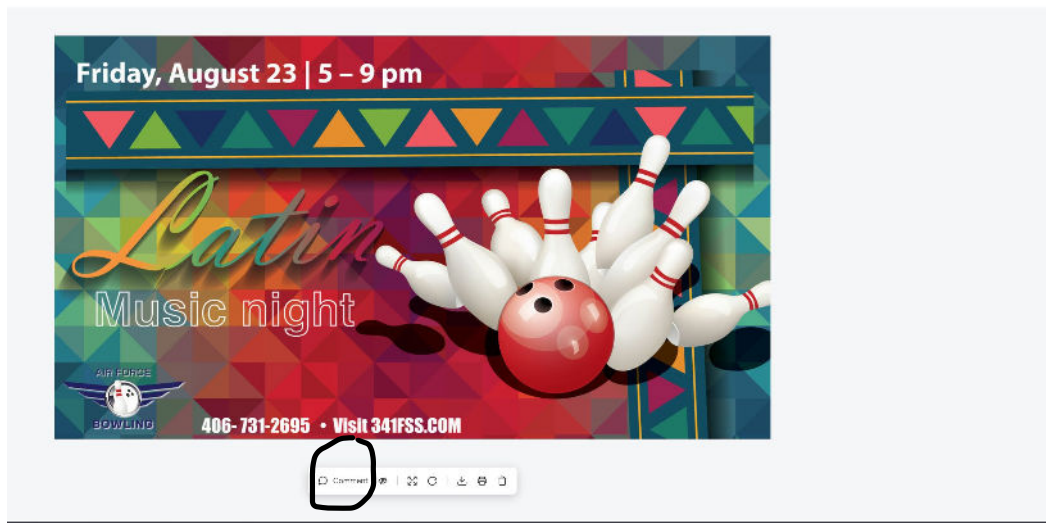 Friday, August 23 | 5 – 9 pm
Latin
Music night
AIR FORCE
BOWLING
406- 731-2695 • Visit 341FSS.COM
Comment